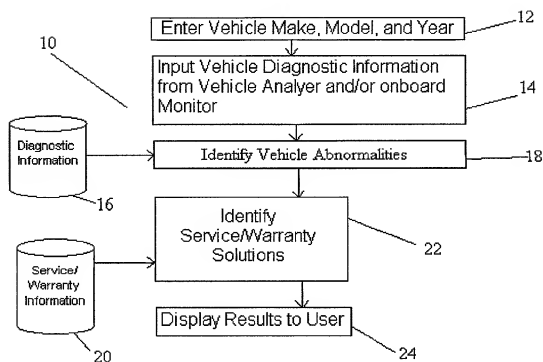 Enter Vehicle Make, Model, and Year
12
10
Input Vehicle Diagnostic Information
from Vehicle Analyer and/or onboard
Monitor
14
Diagnostic
Information
16
Identify Vehicle Abnormalities
18
Identify
Service/Warranty
Solutions
22
Service/
Warranty
Information
20
Display Results to User
24